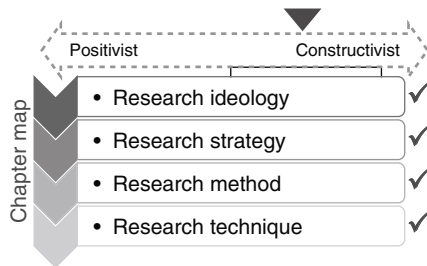 Positivist Constructivist
Chapter map
• Research ideology
• Research strategy
• Research method
• Research technique